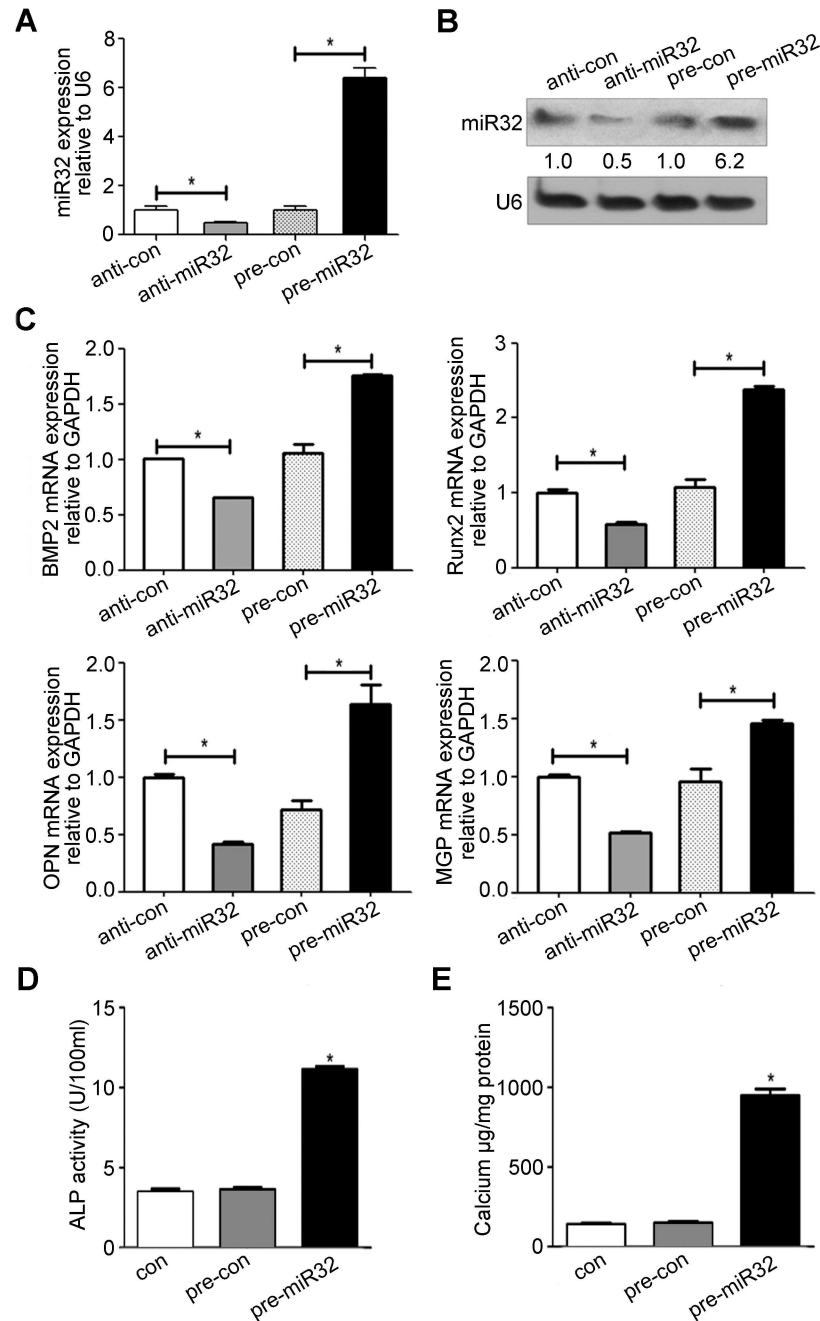 A
miR32 expression
relative to U6
8
6
4
2
0
*
*
anti-con
anti-miR32
pre-con
pre-miR32
B
anti-con
anti-miR32
pre-con
pre-miR32
miR32
1.0 0.5 1.0 6.2
U6
C
BMP2 mRNA expression
relative to GAPDH
2.0
1.5
1.0
0.5
0.0
*
*
anti-con
anti-miR32
pre-con
pre-miR32
Runx2 mRNA expression
relative to GAPDH
3
2
1
0
*
*
anti-con
anti-miR32
pre-con
pre-miR32
OPN mRNA expression
relative to GAPDH
2.0
1.5
1.0
0.5
0.0
*
*
anti-con
anti-miR32
pre-con
pre-miR32
MGP mRNA expression
relative to GAPDH
2.0
1.5
1.0
0.5
0.0
*
*
anti-con
anti-miR32
pre-con
pre-miR32
D
ALP activity (U/100ml)
15
10
5
0
*
con
pre-con
pre-miR32
E
Calcium µg/mg protein
1500
1000
500
0
*
con
pre-con
pre-miR32